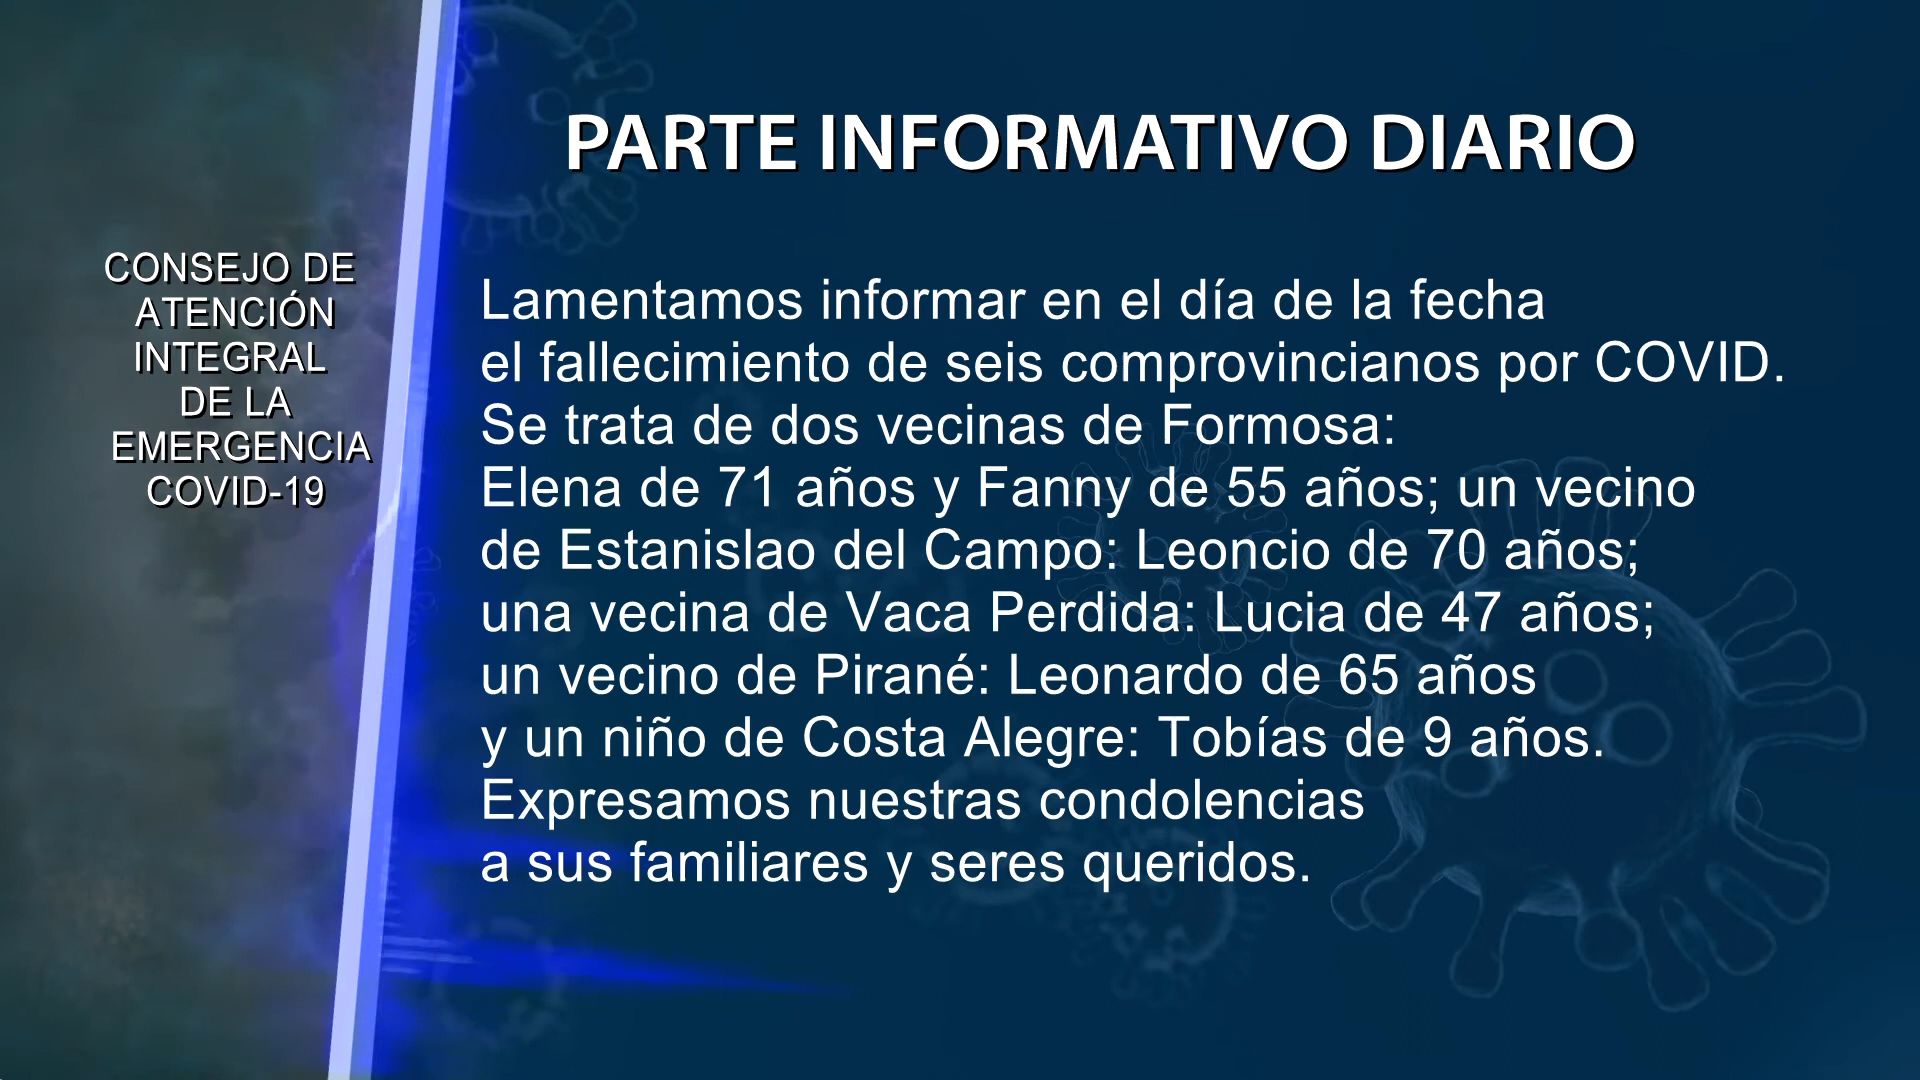 PARTE INFORMATIVO DIARIO
CONSEJO DE
ATENCIÓN
INTEGRAL
DE LA
EMERGENCIA
COVID-19
Lamentamos informar en el día de la fecha
el fallecimiento de seis comprovincianos por COVID.
Se trata de dos vecinas de Formosa:
Elena de 71 años y Fanny de 55 años; un vecino
de Estanislao del Campo: Leoncio de 70 años;
una vecina de Vaca Perdida: Lucia de 47 años;
un vecino de Pirané: Leonardo de 65 años
y un niño de Costa Alegre: Tobías de 9 años.
Expresamos nuestras condolencias
a sus familiares y seres queridos.